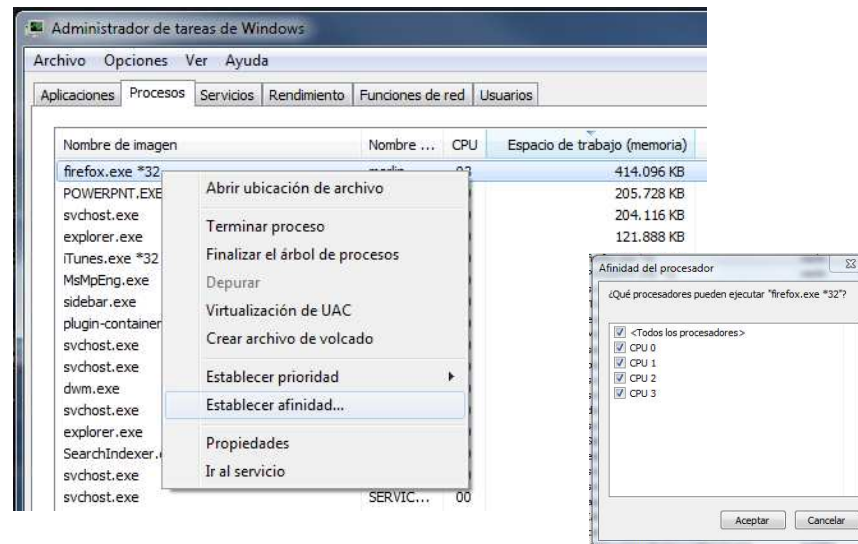 Administrador de tareas de Windows
Archivo Opciones Ver Ayuda
Aplicaciones Procesos Servicios Rendimiento Funciones de red Usuarios
Nombre de imagen Nombre ... CPU Espacio de trabajo (memoria)
firefox.exe *32 414.096 KB
POWERPNT.EXE 205.728 KB
svchost.exe 204.116 KB
explorer.exe 121.888 KB
iTunes.exe *32
MsMpEng.exe
sidebar.exe
plugin-container
svchost.exe
svchost.exe
dwm.exe
svchost.exe
explorer.exe
SearchIndexer.
svchost.exe
svchost.exe SERVIC... 00
Abrir ubicación de archivo
Terminar proceso
Finalizar el árbol de procesos
Depurar
Virtualización de UAC
Crear archivo de volcado
Establecer prioridad
Establecer afinidad...
Propiedades
Ir al servicio
Afinidad del procesador
¿Qué procesadores pueden ejecutar "firefox.exe *32"?
<Todos los procesadores>
CPU 0
CPU 1
CPU 2
CPU 3
Aceptar Cancelar